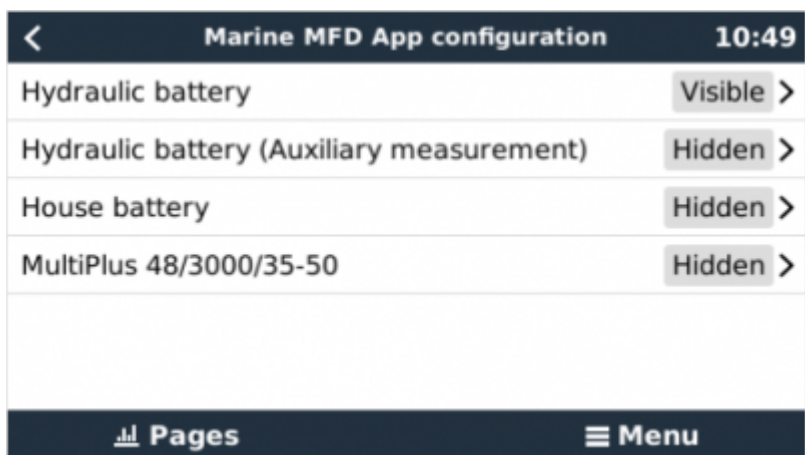 Marine MFD App configuration 10:49
Hydraulic battery Visible
Hydraulic battery (Auxiliary measurement) Hidden
House battery Hidden
MultiPlus 48/3000/35-50 Hidden
Pages Menu